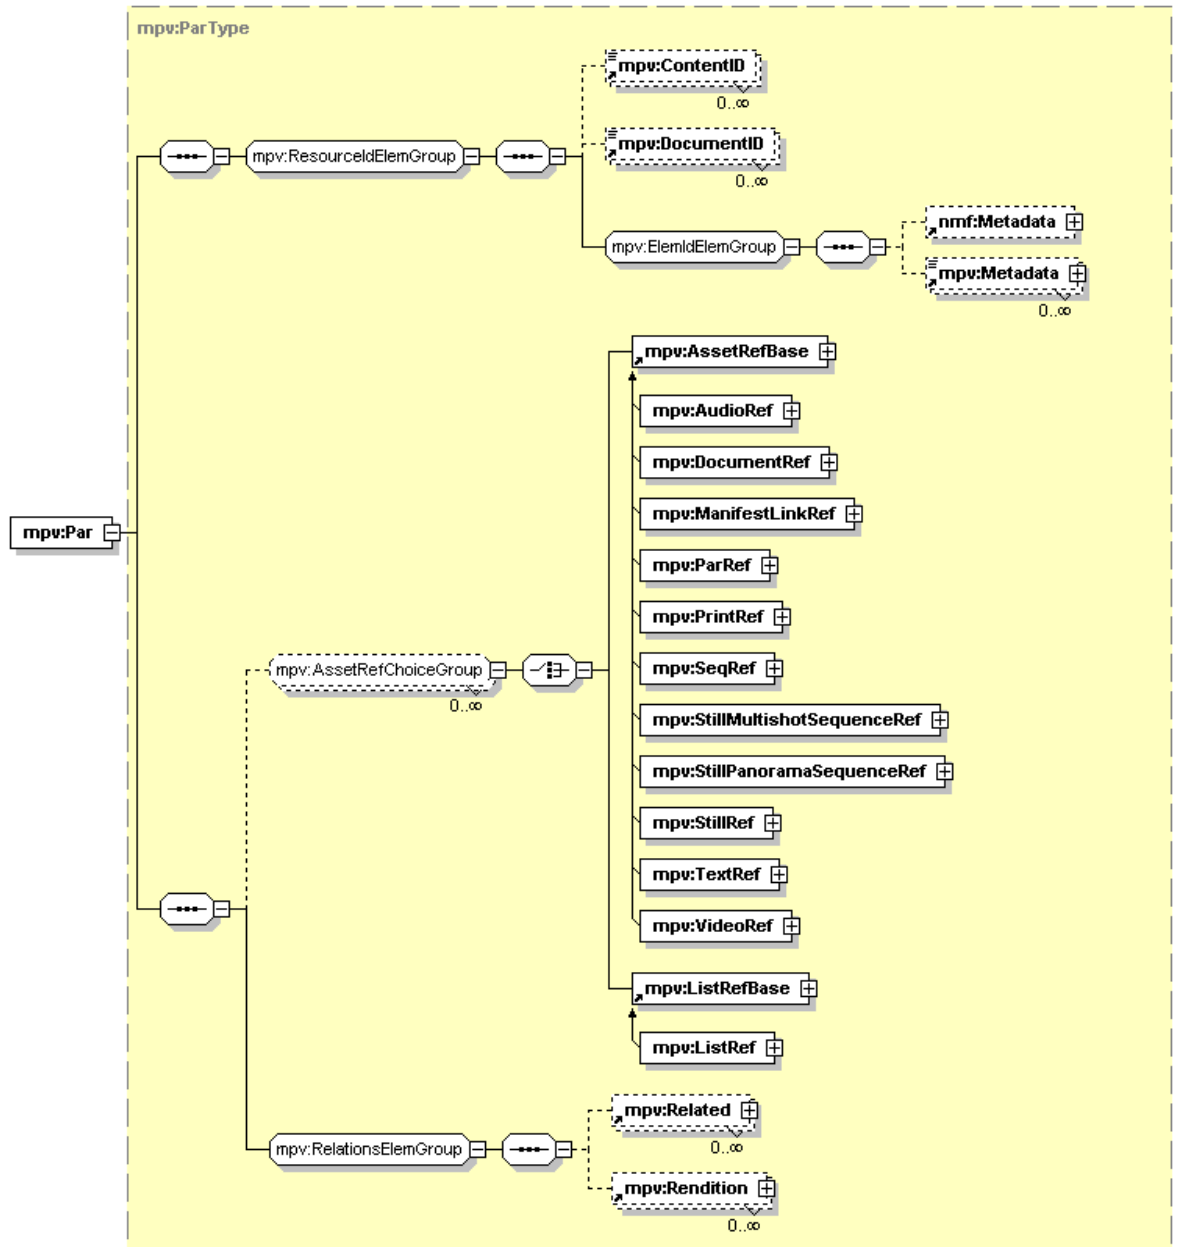 mpv:ParType
mpv:ContentID
0..∞
mpv:DocumentID
0..∞
mpv:ResourceIdElemGroup
nmf:Metadata
mpv:ElemIdElemGroup
mpv:Metadata
0..∞
mpv:AssetRefBase
mpv:AudioRef
mpv:DocumentRef
mpv:ManifestLinkRef
mpv:Par
mpv:ParRef
mpv:PrintRef
mpv:AssetRefChoiceGroup
0..∞
mpv:SeqRef
mpv:StillMultishotSequenceRef
mpv:StillPanoramaSequenceRef
mpv:StillRef
mpv:TextRef
mpv:VideoRef
mpv:ListRefBase
mpv:ListRef
mpv:Related
0..∞
mpv:RelationsElemGroup
mpv:Rendition
0..∞